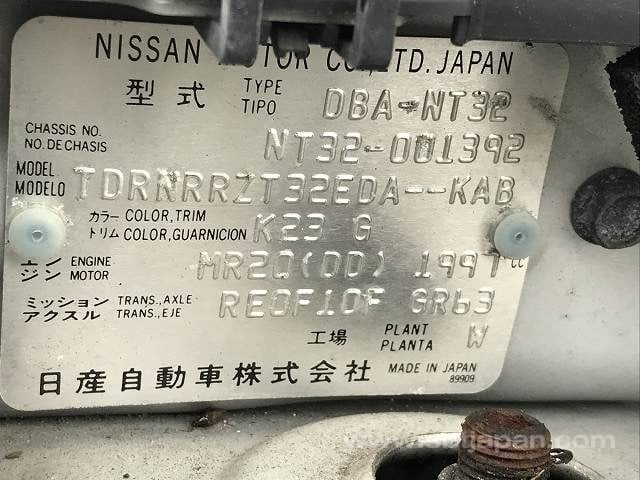 NISSAN MOTOR CO., LTD. JAPAN
型式 TYPE TIPO DBA-NT32
CHASSIS NO. NO. DE CHASIS NT32-001392
MODEL MODELO TDRNRRZT32EDA--KAB
カラー COLOR, TRIM
トリム COLOR, GUARNICION K23 G
エンジン ENGINE MOTOR MR20(DD) 1997 cc
ミッション TRANS., AXLE
アクスル TRANS., EJE RE0F10F GR63
工場 PLANT PLANTA W
日産自動車株式会社 MADE IN JAPAN
89909